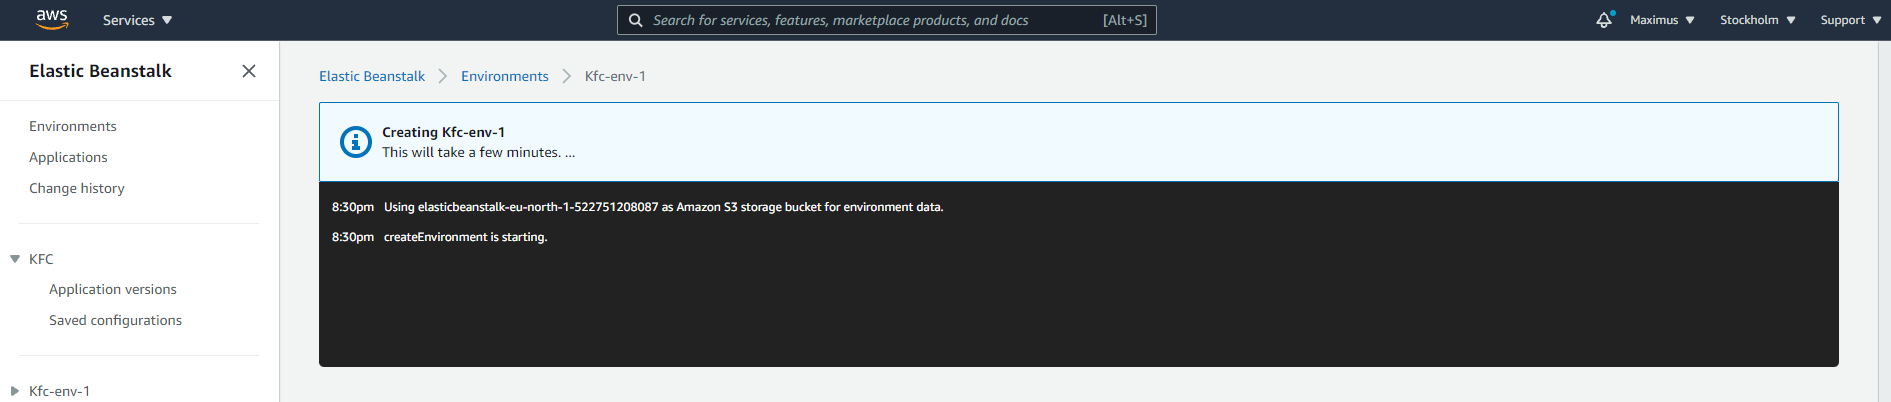 aws Services Search for services, features, marketplace products, and docs [Alt+S] Maximus Stockholm Support
Elastic Beanstalk
Environments
Applications
Change history
KFC
Application versions
Saved configurations
Kfc-env-1
Elastic Beanstalk Environments Kfc-env-1
Creating Kfc-env-1
This will take a few minutes. ...
8:30pm Using elasticbeanstalk-eu-north-1-522751208087 as Amazon S3 storage bucket for environment data.
8:30pm createEnvironment is starting.